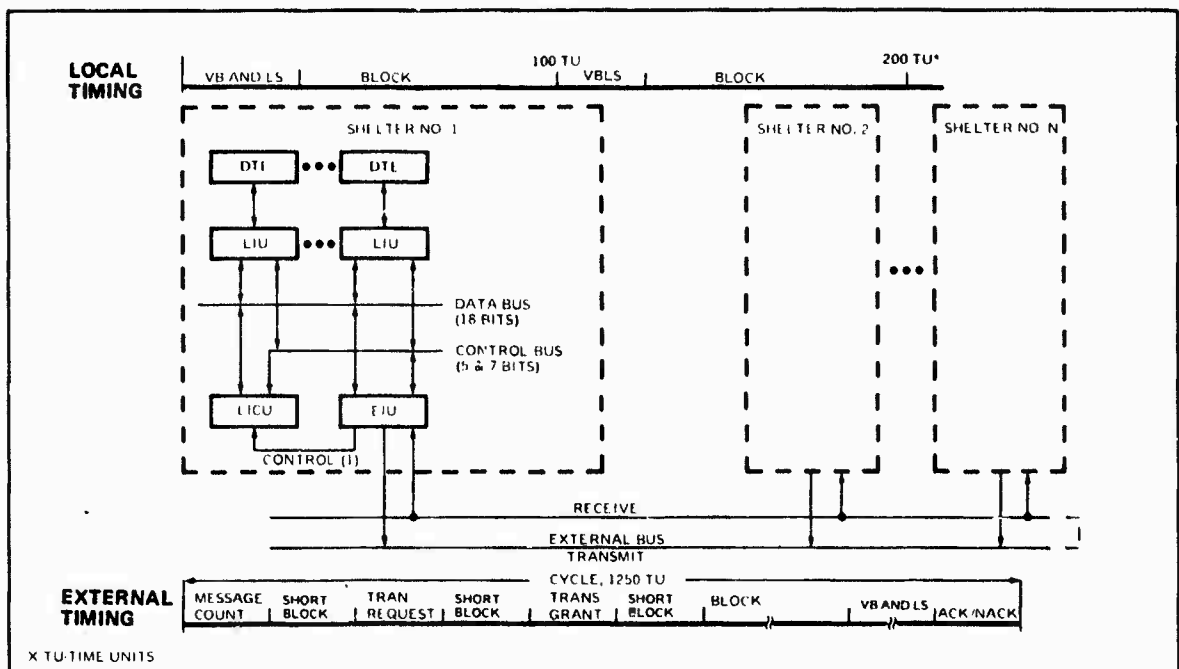 LOCAL TIMING
VB AND LS
BLOCK
100 TU
VBLS
BLOCK
200 TU*
SHELTER NO. 1
SHELTER NO. 2
SHELTER NO. N
DTE
DTE
LIU
LIU
DATA BUS
(18 BITS)
CONTROL BUS
(5 & 7 BITS)
LICU
EIU
CONTROL (1)
RECEIVE
EXTERNAL BUS
TRANSMIT
CYCLE, 1250 TU
EXTERNAL TIMING
MESSAGE COUNT
SHORT BLOCK
TRAN REQUEST
SHORT BLOCK
TRANS GRANT
SHORT BLOCK
BLOCK
VB AND LS
ACK/NACK
X TU-TIME UNITS